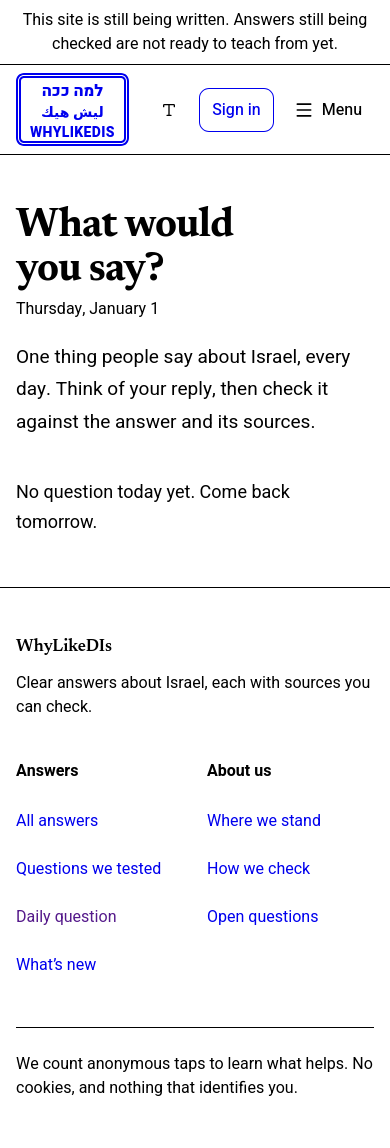 This site is still being written. Answers still being
checked are not ready to teach from yet.
למה ככה
ليش هيك
WHYLIKEDIS
T
Sign in
Menu
What would
you say?
Thursday, January 1
One thing people say about Israel, every
day. Think of your reply, then check it
against the answer and its sources.
No question today yet. Come back
tomorrow.
WhyLikeDIs
Clear answers about Israel, each with sources you
can check.
Answers
All answers
Questions we tested
Daily question
What’s new
About us
Where we stand
How we check
Open questions
We count anonymous taps to learn what helps. No
cookies, and nothing that identifies you.